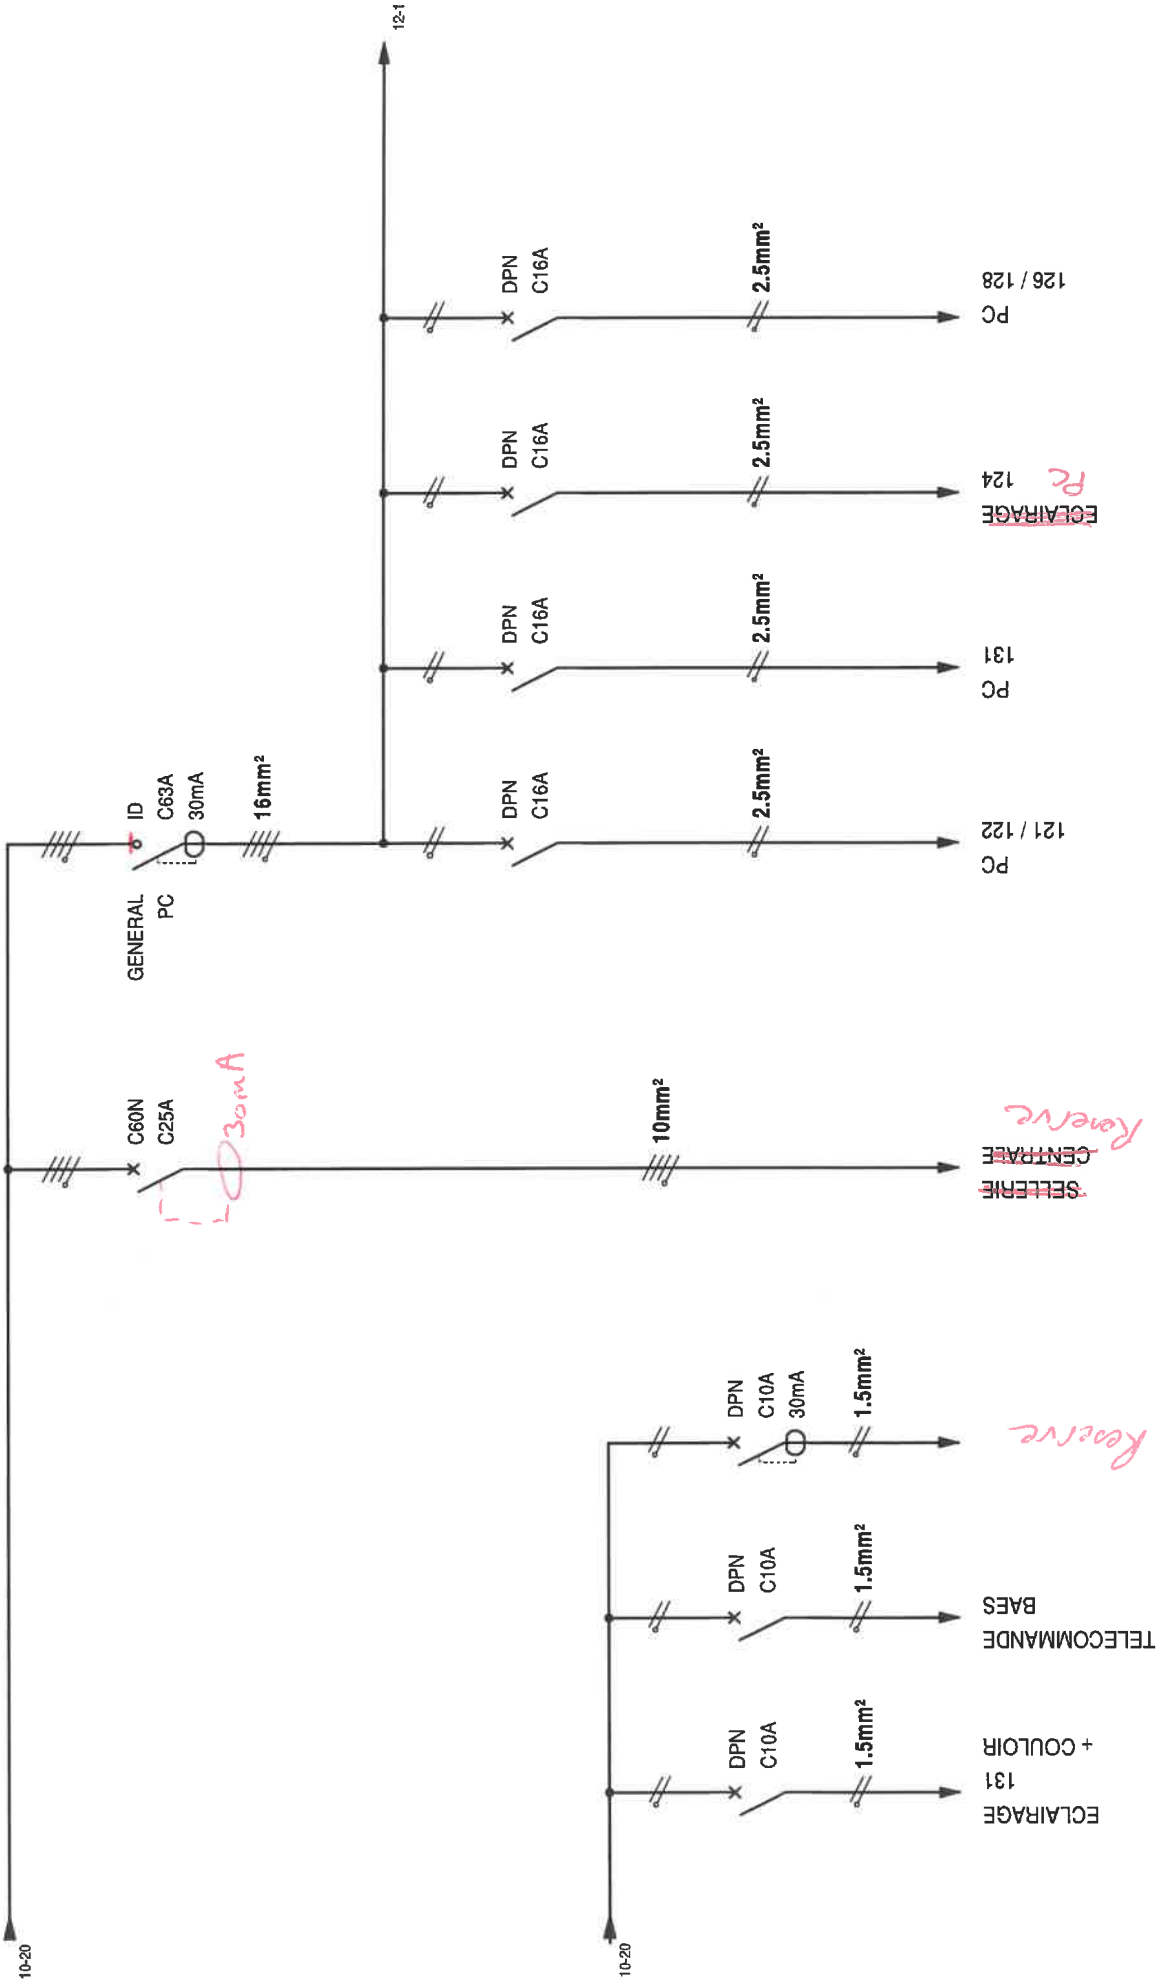 10-20
12-1
GENERAL
PC
ID
C63A
30mA
16mm²
C60N
C25A
30mA
10mm²
SELLERIE
CENTRALE
Reserve
DPN
C16A
2.5mm²
PC
121 / 122
DPN
C16A
2.5mm²
PC
131
DPN
C16A
2.5mm²
ECLAIRAGE
124
Pc
DPN
C16A
2.5mm²
PC
126 / 128
10-20
DPN
C10A
1.5mm²
ECLAIRAGE
131
+ COULOIR
DPN
C10A
1.5mm²
TELECOMMANDE
BAES
DPN
C10A
30mA
1.5mm²
Reserve